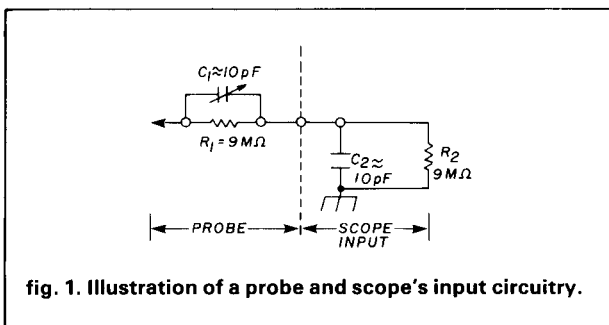 C₁≈10pF
R₁=9MΩ
C₂≈
10pF
R₂
9MΩ
PROBE
SCOPE
INPUT
fig. 1. Illustration of a probe and scope's input circuitry.